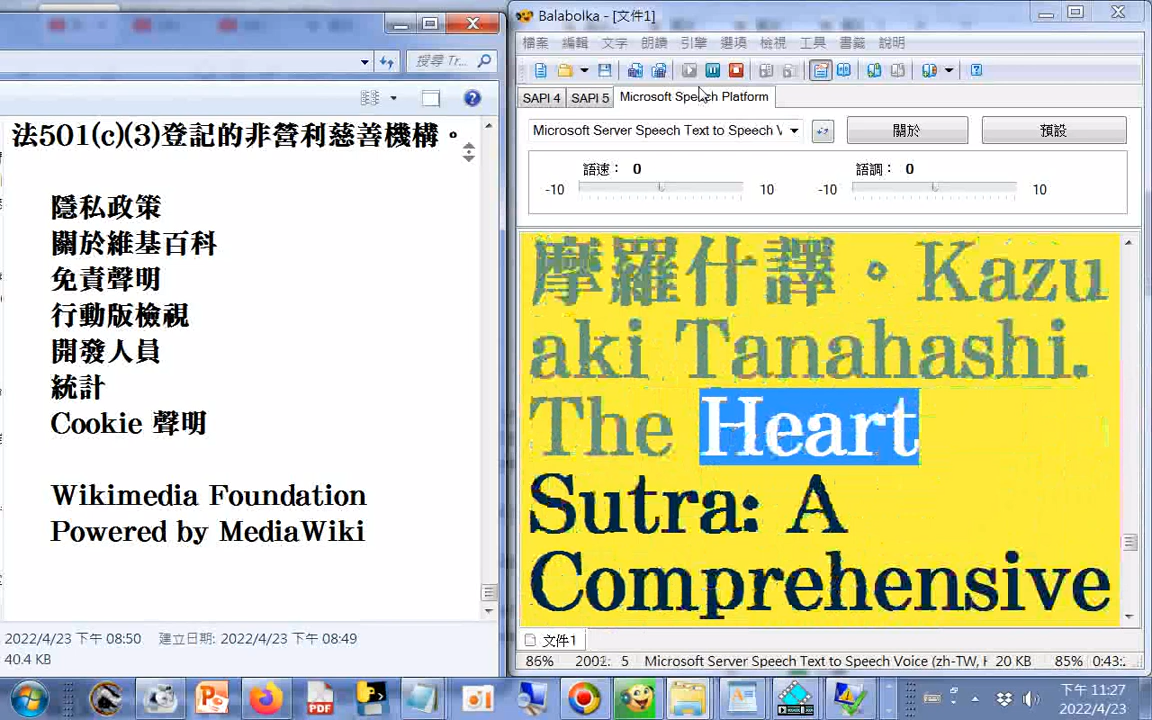 搜尋 Tr...
法501(c)(3)登記的非營利慈善機構。
隱私政策
關於維基百科
免責聲明
行動版檢視
開發人員
統計
Cookie 聲明
Wikimedia Foundation
Powered by MediaWiki
2022/4/23 下午 08:50 建立日期: 2022/4/23 下午 08:49
40.4 KB
Balabolka - [文件1]
檔案 編輯 文字 朗讀 引擎 選項 檢視 工具 書籤 說明
SAPI 4 SAPI 5 Microsoft Speech Platform
Microsoft Server Speech Text to Speech V 關於 預設
語速： 0 語調： 0
-10 10 -10 10
摩羅什譯。Kazu
aki Tanahashi.
The Heart
Sutra: A
Comprehensive
文件1
86% 2002: 5 Microsoft Server Speech Text to Speech Voice (zh-TW, H 20 KB 85% 0:43:
PDF
下午 11:27
2022/4/23